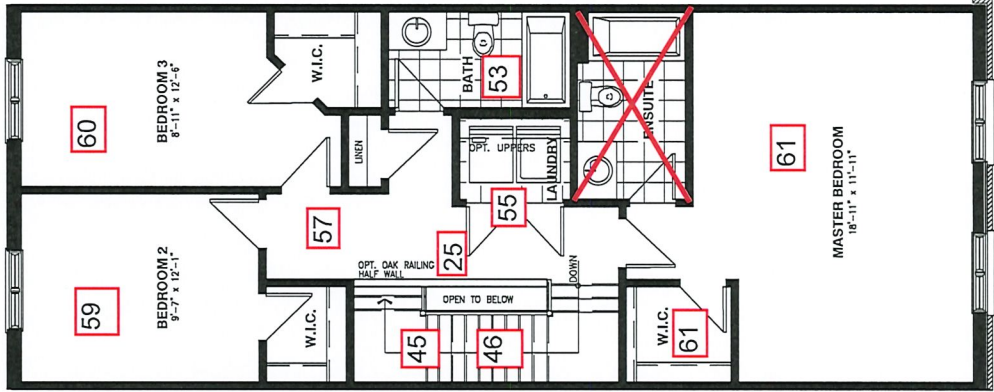 60
BEDROOM 3
8'-11" x 12'-6"
W.I.C.
BATH
53
ENSUITE
61
MASTER BEDROOM
18'-11" x 11'-11"
LINEN
OPT. UPPERS
LAUNDRY
55
57
25
OPT. OAK RAILING
HALF WALL
OPEN TO BELOW
DOWN
59
BEDROOM 2
9'-7" x 12'-1"
W.I.C.
45
46
W.I.C.
61